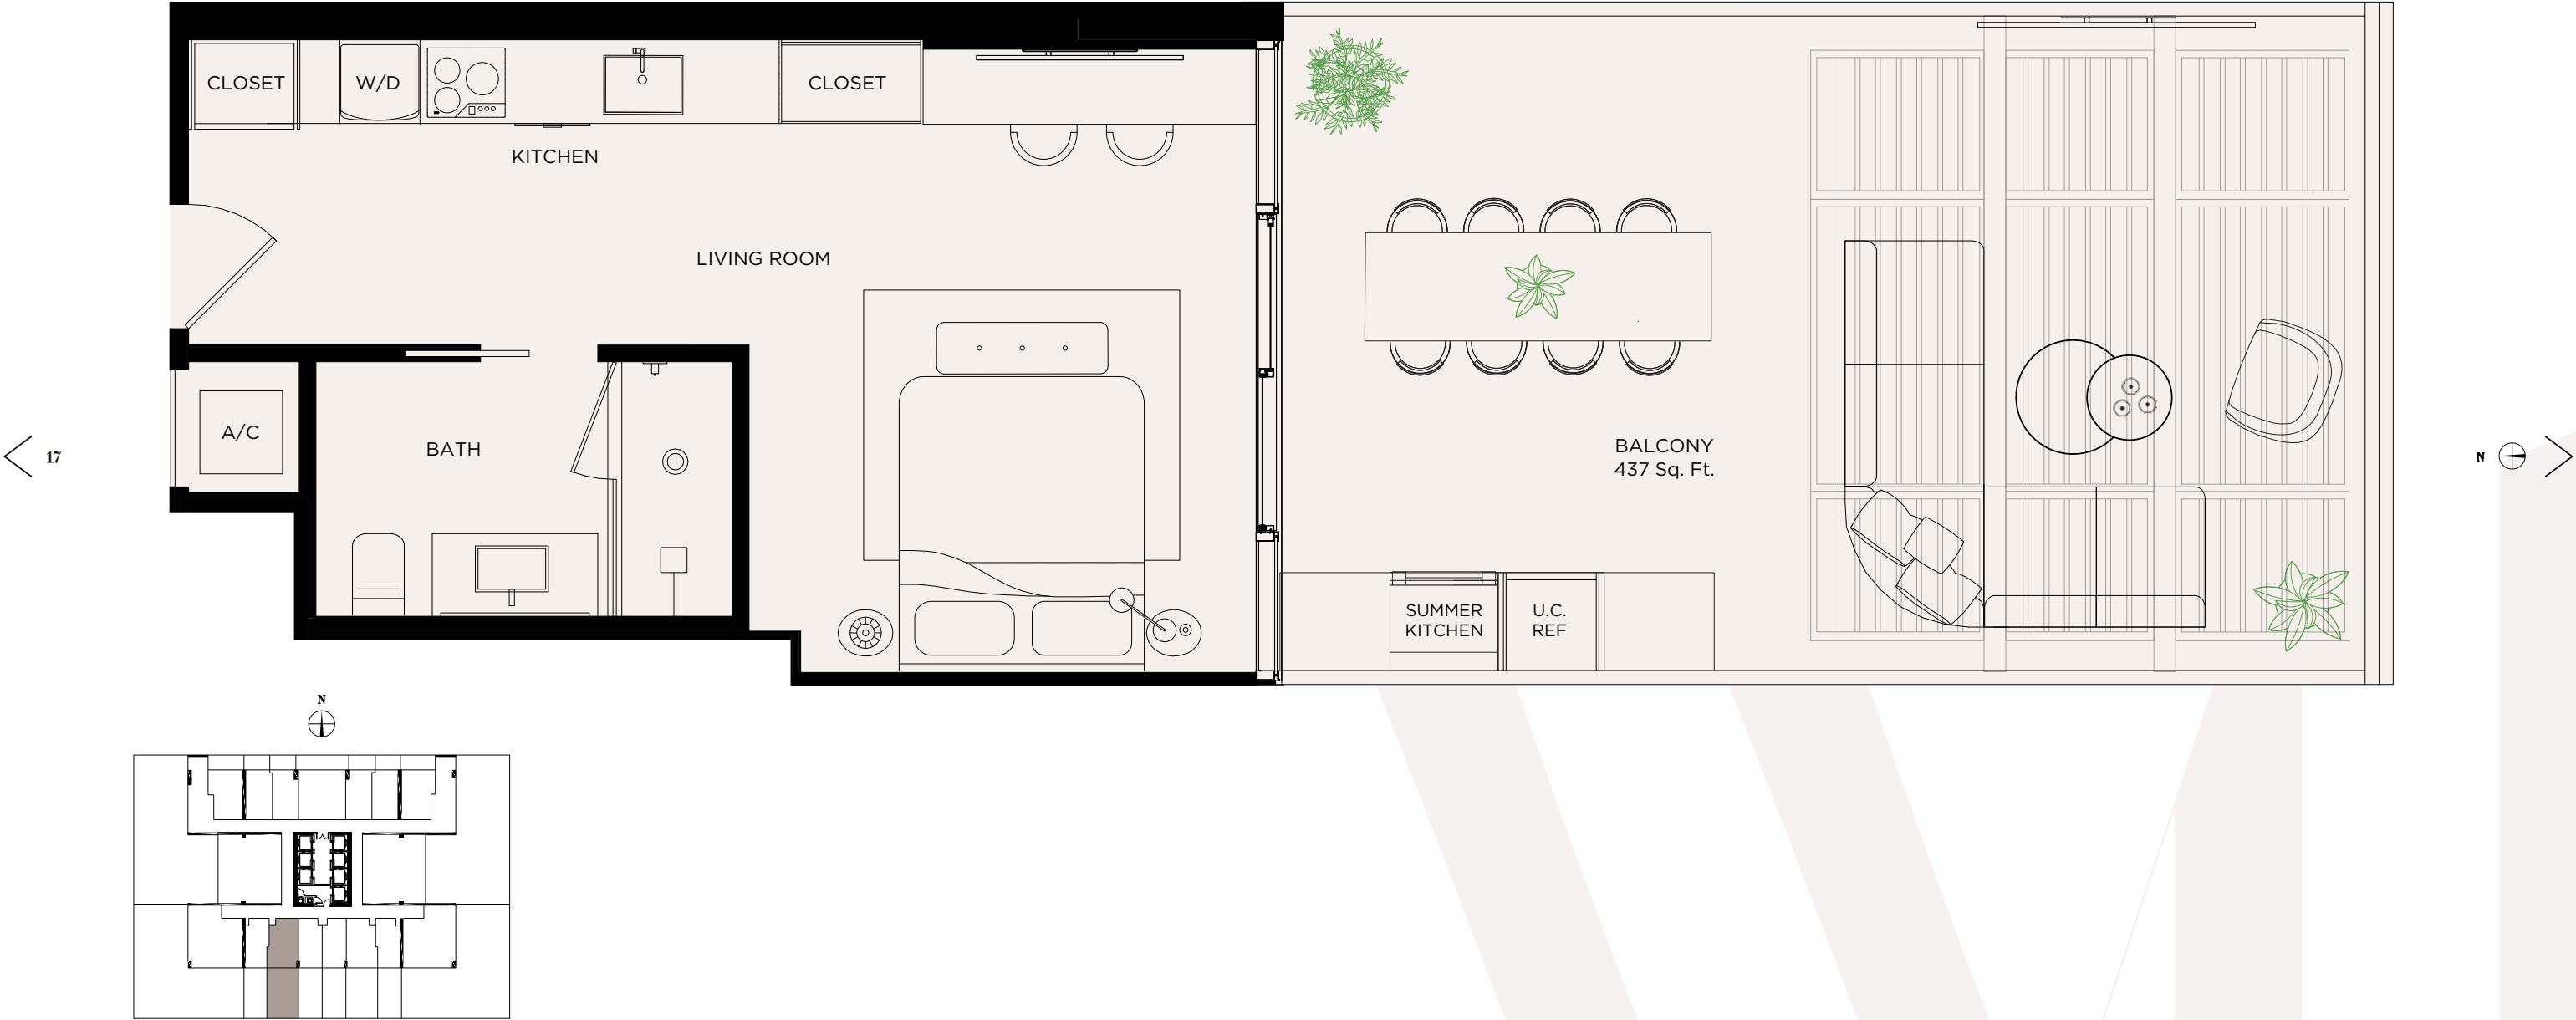 CLOSET
W/D
CLOSET
KITCHEN
LIVING ROOM
A/C
BATH
BALCONY
437 Sq. Ft.
17
N
SUMMER
KITCHEN
U.C.
REF
N